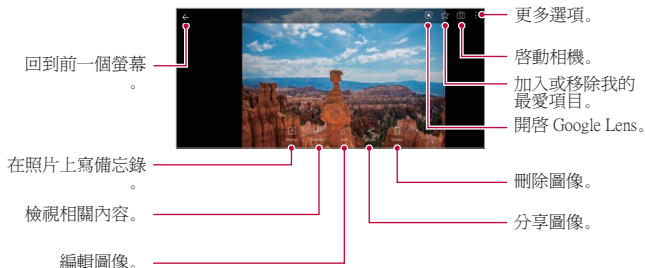 更多選項。
啓動相機。
回到前一個螢幕
。
加入或移除我的
最愛項目。
開啓 Google Lens。
在照片上寫備忘錄
。
刪除圖像。
檢視相關內容。
分享圖像。
編輯圖像。